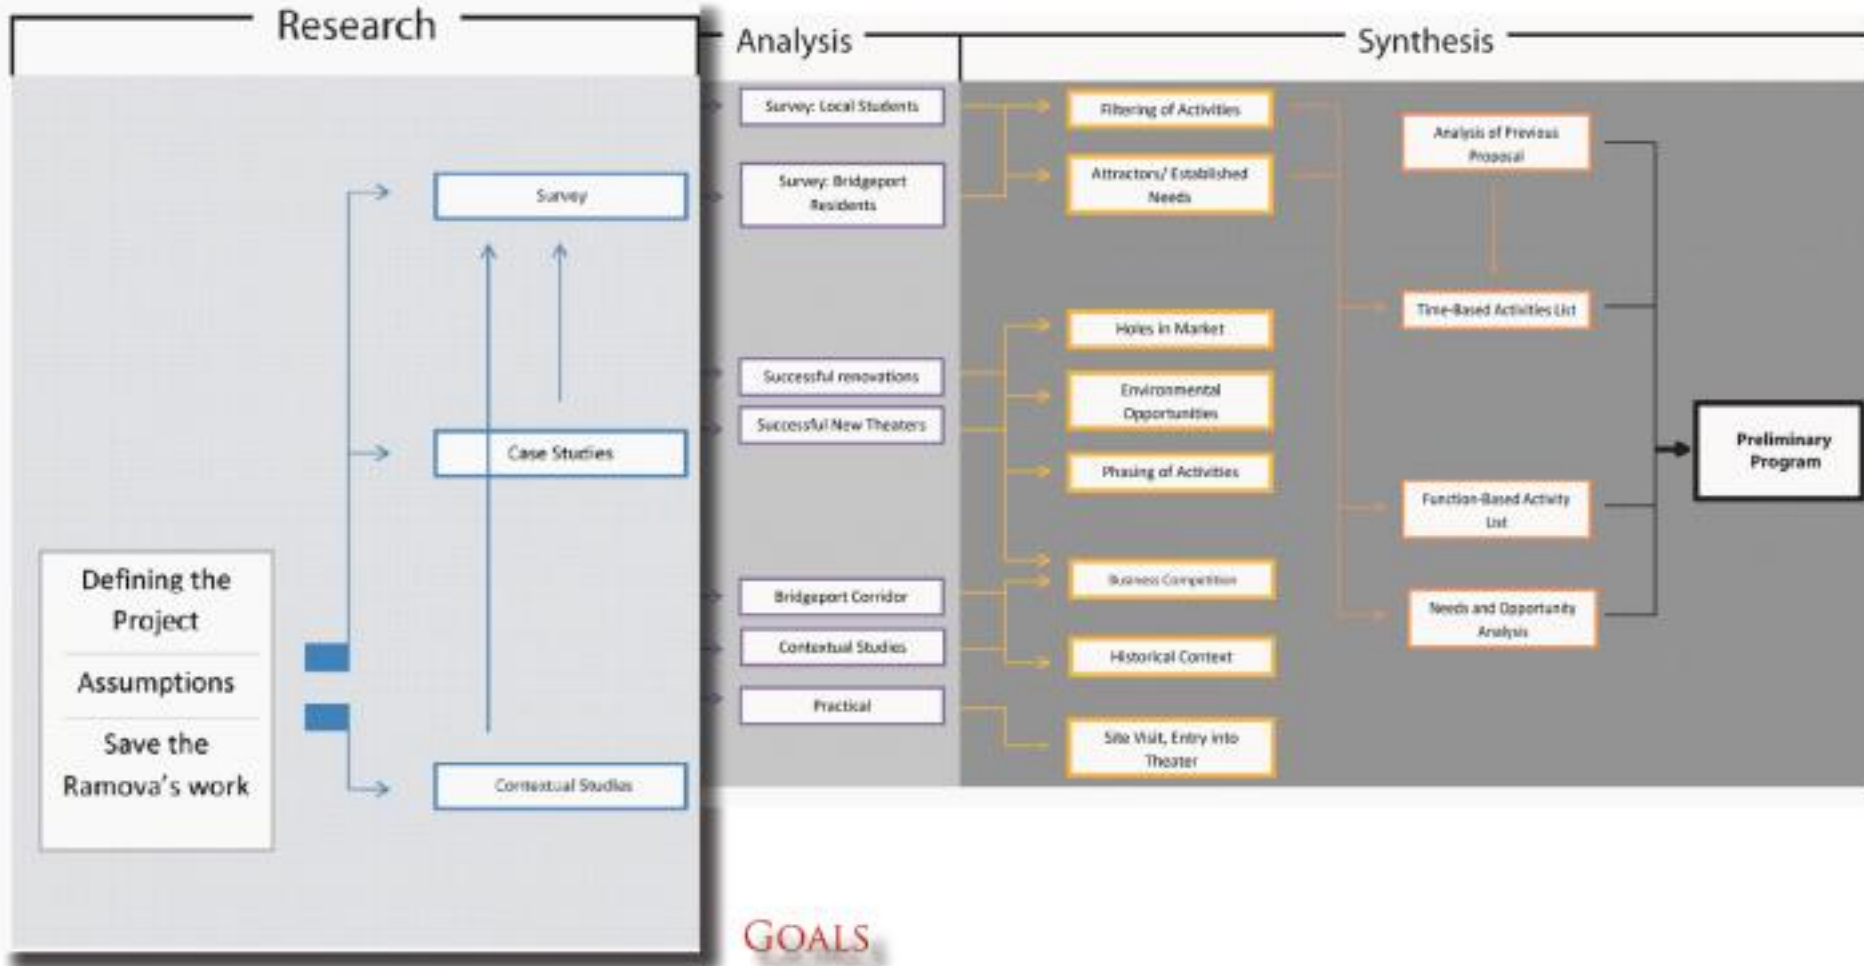 Research
Analysis
Synthesis
Survey
Case Studies
Contextual Studies
Defining the
Project
Assumptions
Save the
Ramova's work
Survey: Local Students
Survey: Bridgeport
Residents
Successful renovations
Successful New Theaters
Bridgeport Corridor
Contextual Studies
Practical
Filtering of Activities
Attractors/ Established
Needs
Holes in Market
Environmental
Opportunities
Phasing of Activities
Business Competition
Historical Context
Site Visit, Entry into
Theater
Analysis of Previous
Proposal
Time-Based Activities List
Function-Based Activity
List
Needs and Opportunity
Analysis
Preliminary
Program
GOALS